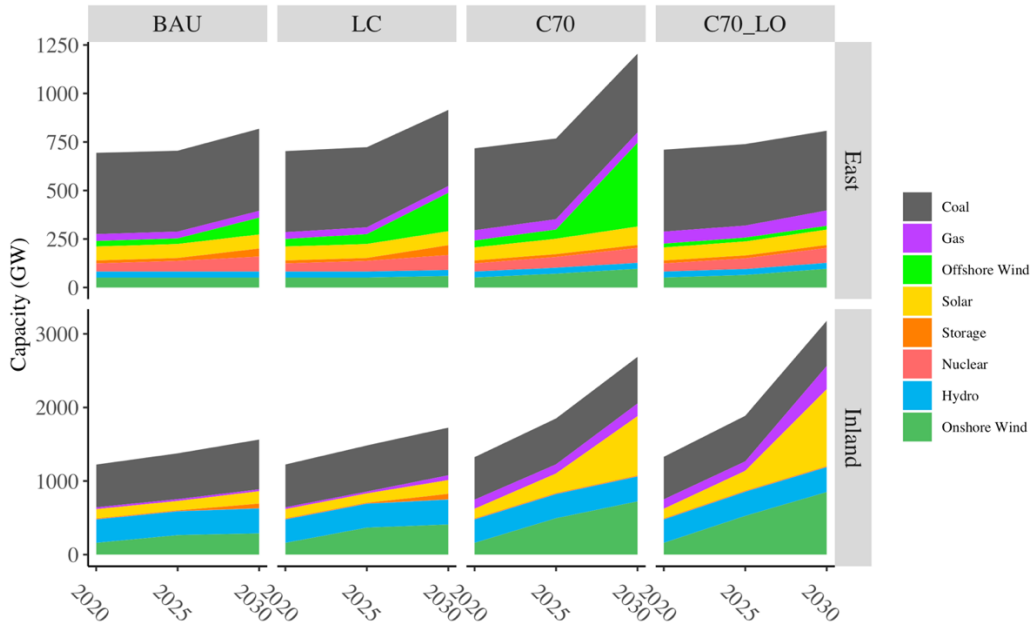 BAU LC C70 C70_LO
1250
1000
750
500
250
0
East
Capacity (GW)
3000
2000
1000
0
Inland
2020 2025 2030 2020 2025 2030 2020 2025 2030 2020 2025 2030
Coal
Gas
Offshore Wind
Solar
Storage
Nuclear
Hydro
Onshore Wind